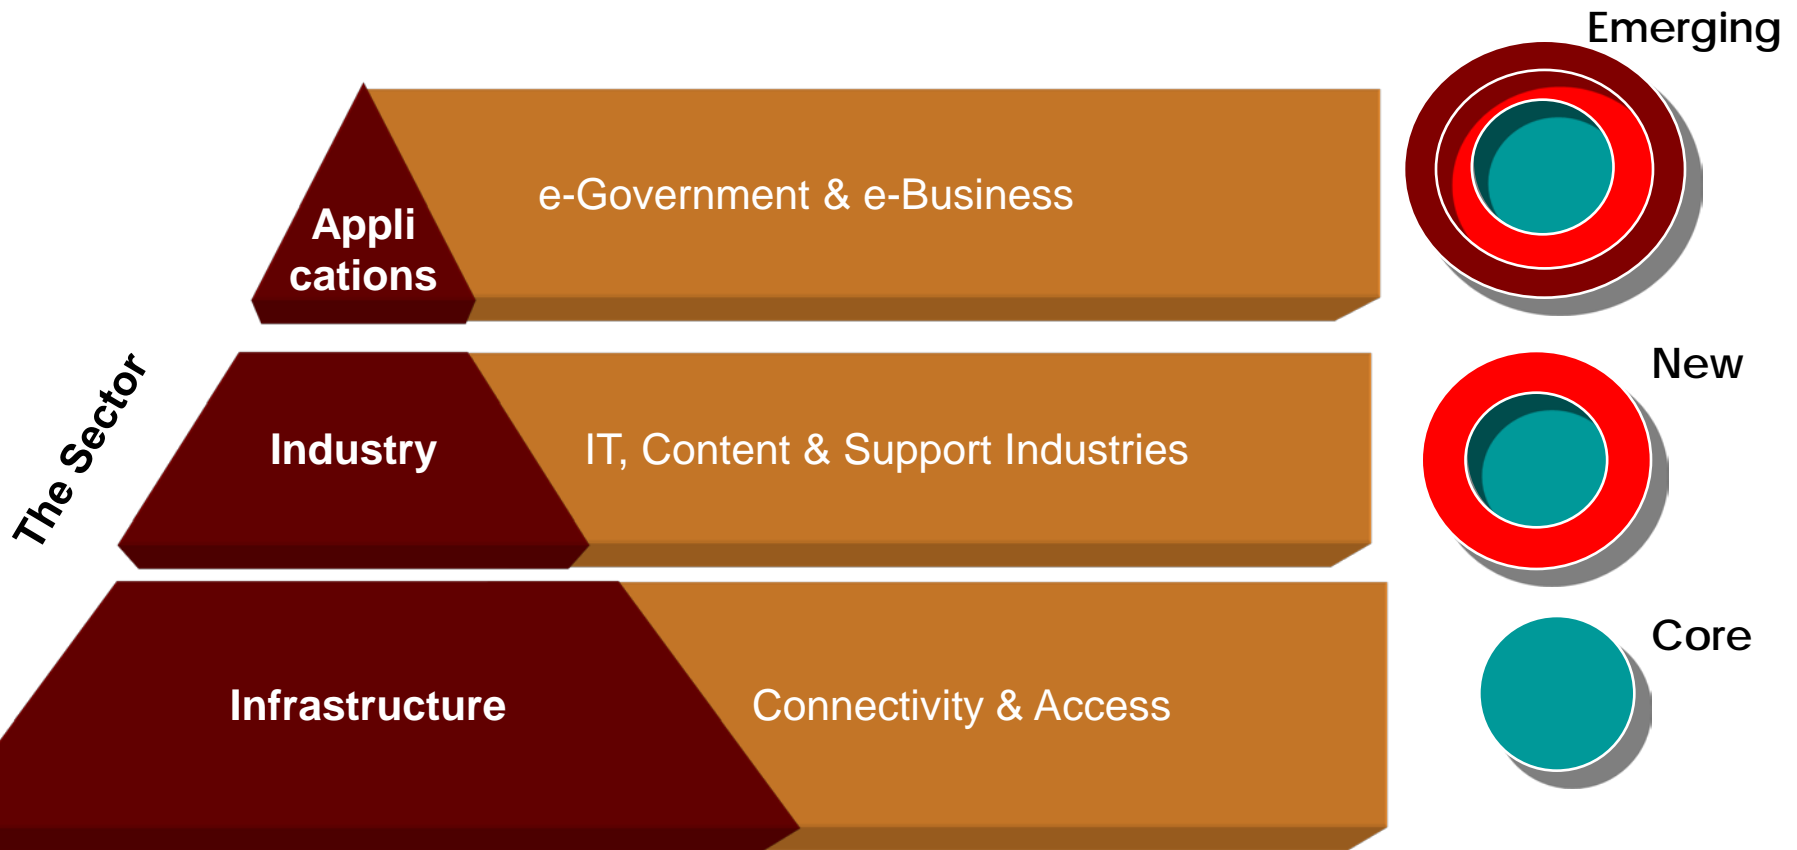 Emerging
Appli
cations
e-Government & e-Business
The Sector
New
Industry
IT, Content & Support Industries
Core
Infrastructure
Connectivity & Access